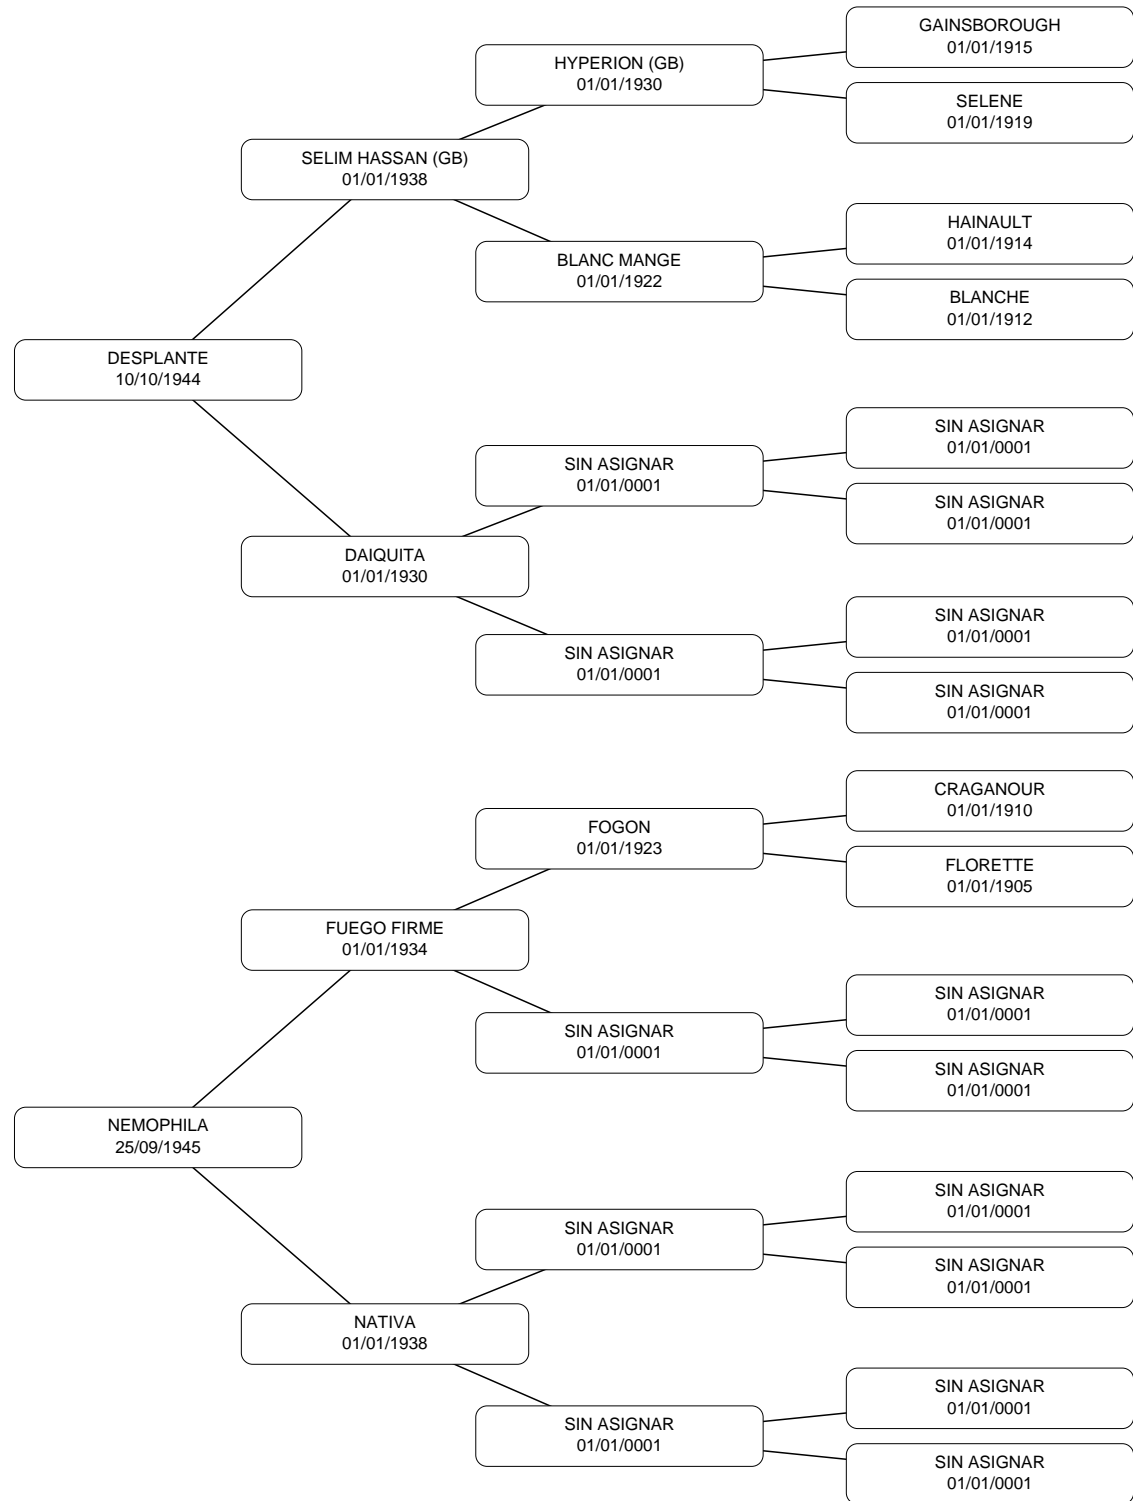 GAINSBOROUGH
01/01/1915
HYPERION (GB)
01/01/1930
SELENE
01/01/1919
SELIM HASSAN (GB)
01/01/1938
HAINAULT
01/01/1914
BLANC MANGE
01/01/1922
BLANCHE
01/01/1912
DESPLANTE
10/10/1944
SIN ASIGNAR
01/01/0001
SIN ASIGNAR
01/01/0001
SIN ASIGNAR
01/01/0001
DAIQUITA
01/01/1930
SIN ASIGNAR
01/01/0001
SIN ASIGNAR
01/01/0001
SIN ASIGNAR
01/01/0001
CRAGANOUR
01/01/1910
FOGON
01/01/1923
FLORETTE
01/01/1905
FUEGO FIRME
01/01/1934
SIN ASIGNAR
01/01/0001
SIN ASIGNAR
01/01/0001
SIN ASIGNAR
01/01/0001
NEMOPHILA
25/09/1945
SIN ASIGNAR
01/01/0001
SIN ASIGNAR
01/01/0001
SIN ASIGNAR
01/01/0001
NATIVA
01/01/1938
SIN ASIGNAR
01/01/0001
SIN ASIGNAR
01/01/0001
SIN ASIGNAR
01/01/0001